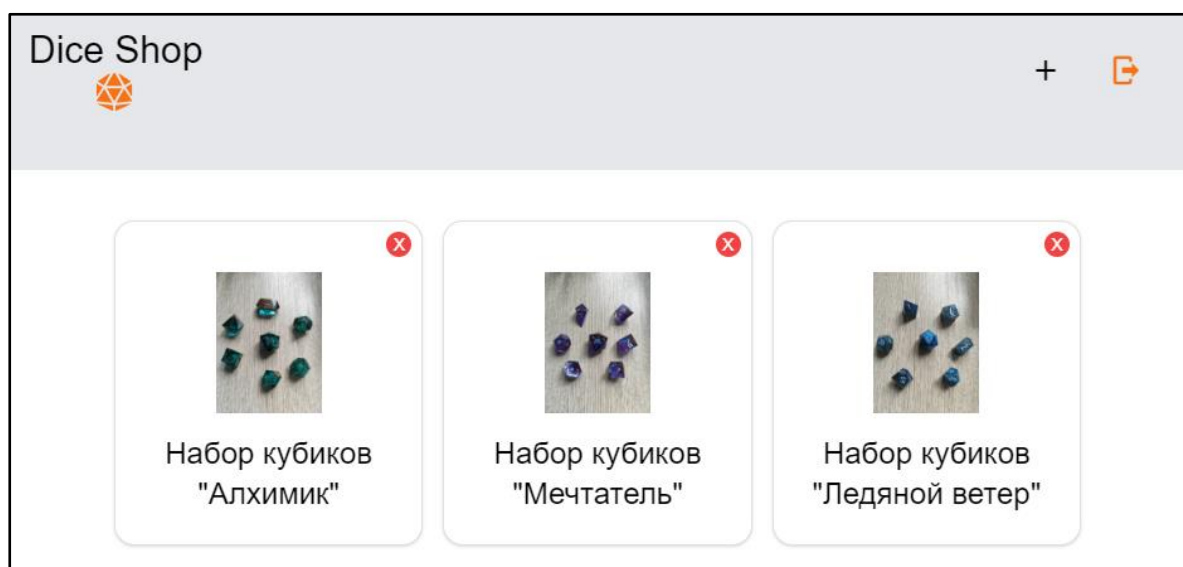 Dice Shop
+
X
X
X
Набор кубиков
"Алхимик"
Набор кубиков
"Мечтатель"
Набор кубиков
"Ледяной ветер"